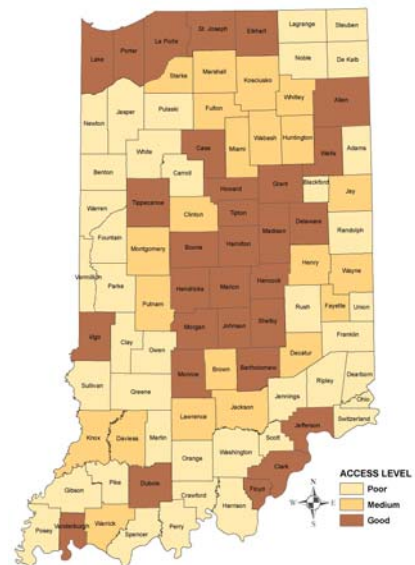 Lagrange Steuben
St. Joseph Elkhart
La Porte
Porter
Lake
Noble De Kalb
Marshall
Starke
Kosciusko
Whitley Allen
Newton Jasper Pulaski Fulton
Wabash Huntington
Miami
Wells Adams
White Cass
Benton Carroll
Grant Blackford Jay
Howard
Warren Tippecanoe
Clinton Tipton
Delaware Randolph
Madison
Fountain Montgomery Boone Hamilton
Henry Wayne
Vermillion
Parke Putnam Hendricks Marion Hancock
Fayette Union
Rush
Shelby
Vigo Clay Morgan Johnson
Franklin
Owen
Decatur
Sullivan Monroe Brown Bartholomew
Dearborn
Greene
Ripley
Jennings
Ohio
Jackson
Lawrence
Switzerland
Jefferson
Knox Daviess Martin
Scott
Washington
Orange
Clark
Gibson Pike Dubois
Crawford Floyd
Harrison
Posey Vanderburgh Warrick
Spencer Perry
ACCESS LEVEL
Poor
Medium
Good
N
W E
S